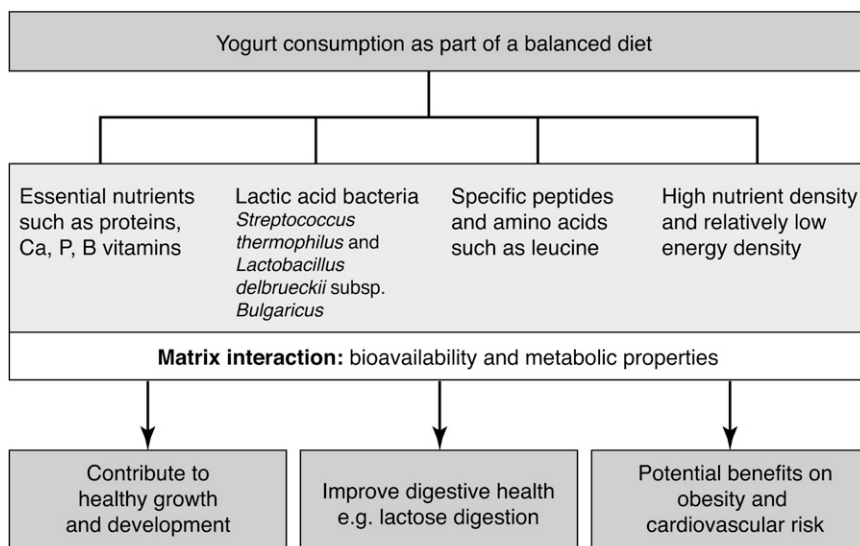 Yogurt consumption as part of a balanced diet
Essential nutrients
such as proteins,
Ca, P, B vitamins
Lactic acid bacteria
Streptococcus
thermophilus and
Lactobacillus
delbrueckii subsp.
Bulgaricus
Specific peptides
and amino acids
such as leucine
High nutrient density
and relatively low
energy density
Matrix interaction: bioavailability and metabolic properties
Contribute to
healthy growth
and development
Improve digestive health
e.g. lactose digestion
Potential benefits on
obesity and
cardiovascular risk